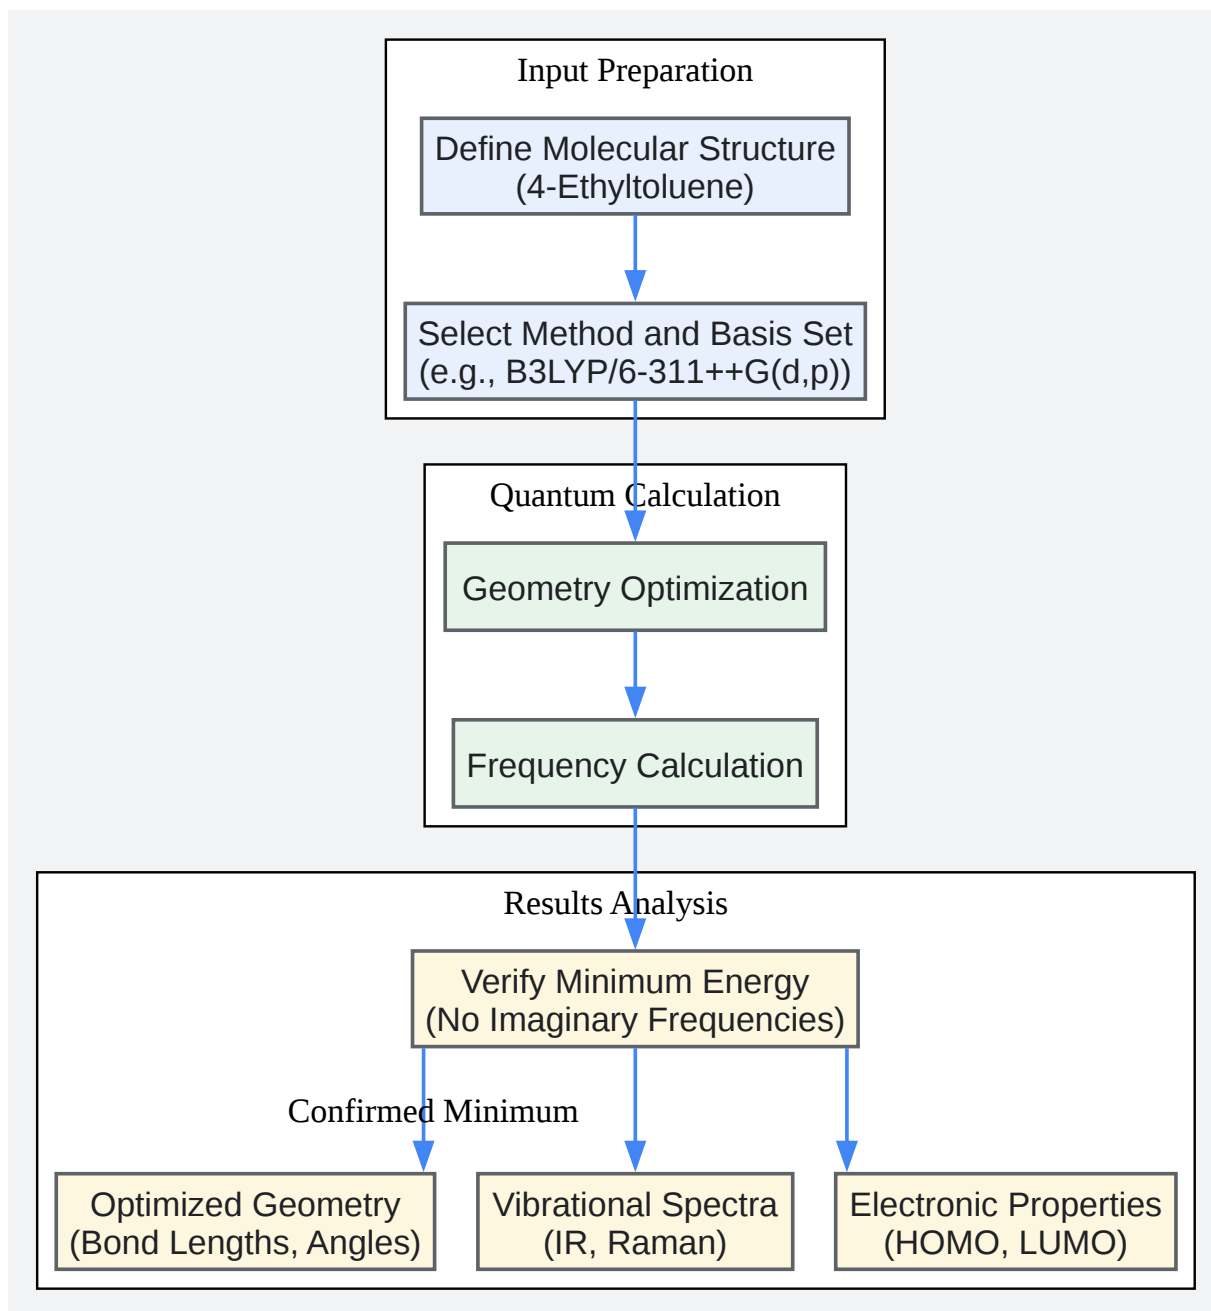 Input Preparation
Define Molecular Structure
(4-Ethyltoluene)
Select Method and Basis Set
(e.g., B3LYP/6-311++G(d,p))
Quantum Calculation
Geometry Optimization
Frequency Calculation
Results Analysis
Verify Minimum Energy
(No Imaginary Frequencies)
Confirmed Minimum
Optimized Geometry
(Bond Lengths, Angles)
Vibrational Spectra
(IR, Raman)
Electronic Properties
(HOMO, LUMO)